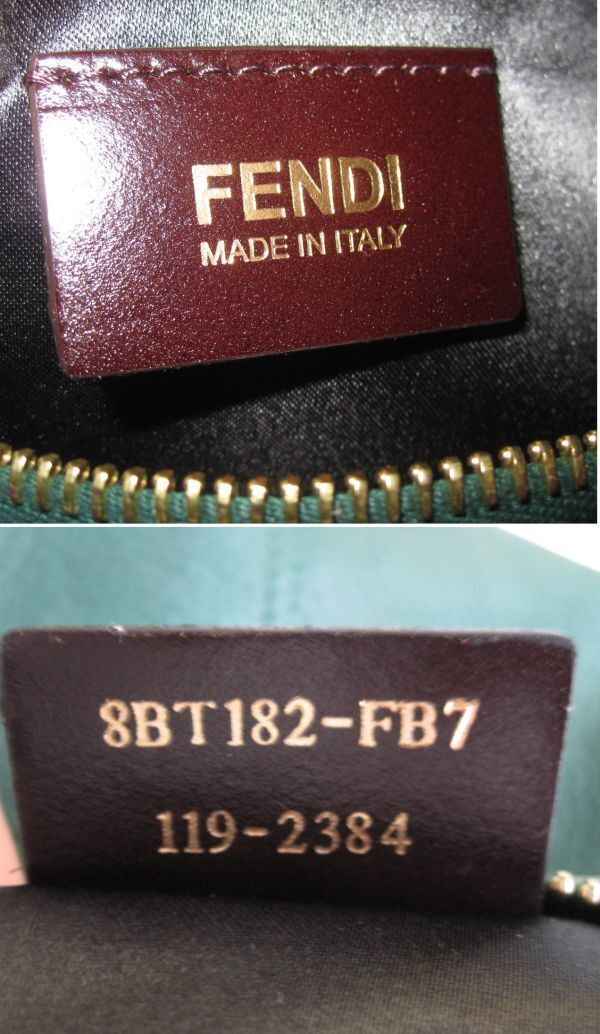 FENDI
MADE IN ITALY
8BT182-FB7
119-2384